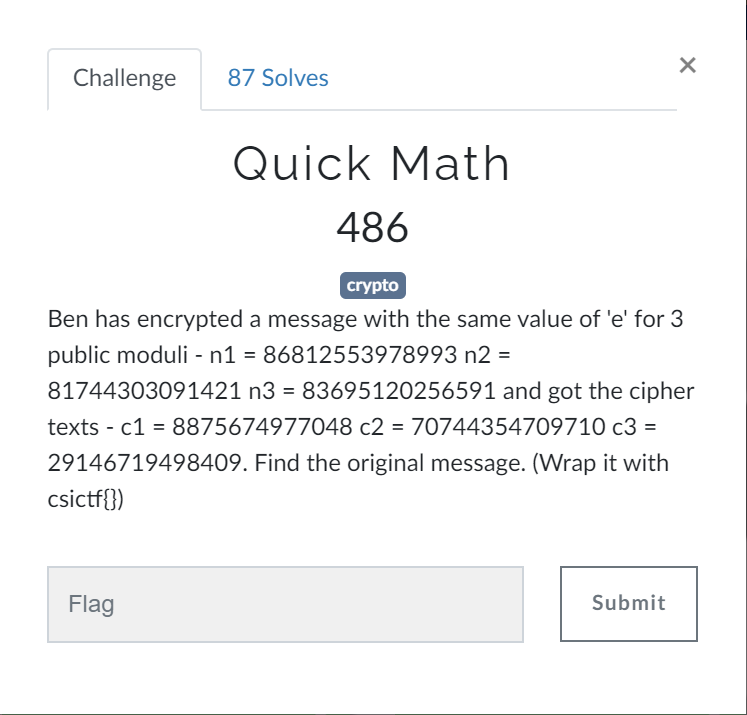 Challenge
87 Solves
×
Quick Math
486
crypto
Ben has encrypted a message with the same value of 'e' for 3
public moduli - n1 = 86812553978993 n2 =
81744303091421 n3 = 83695120256591 and got the cipher
texts - c1 = 8875674977048 c2 = 70744354709710 c3 =
29146719498409. Find the original message. (Wrap it with
csictf{})
Flag
Submit